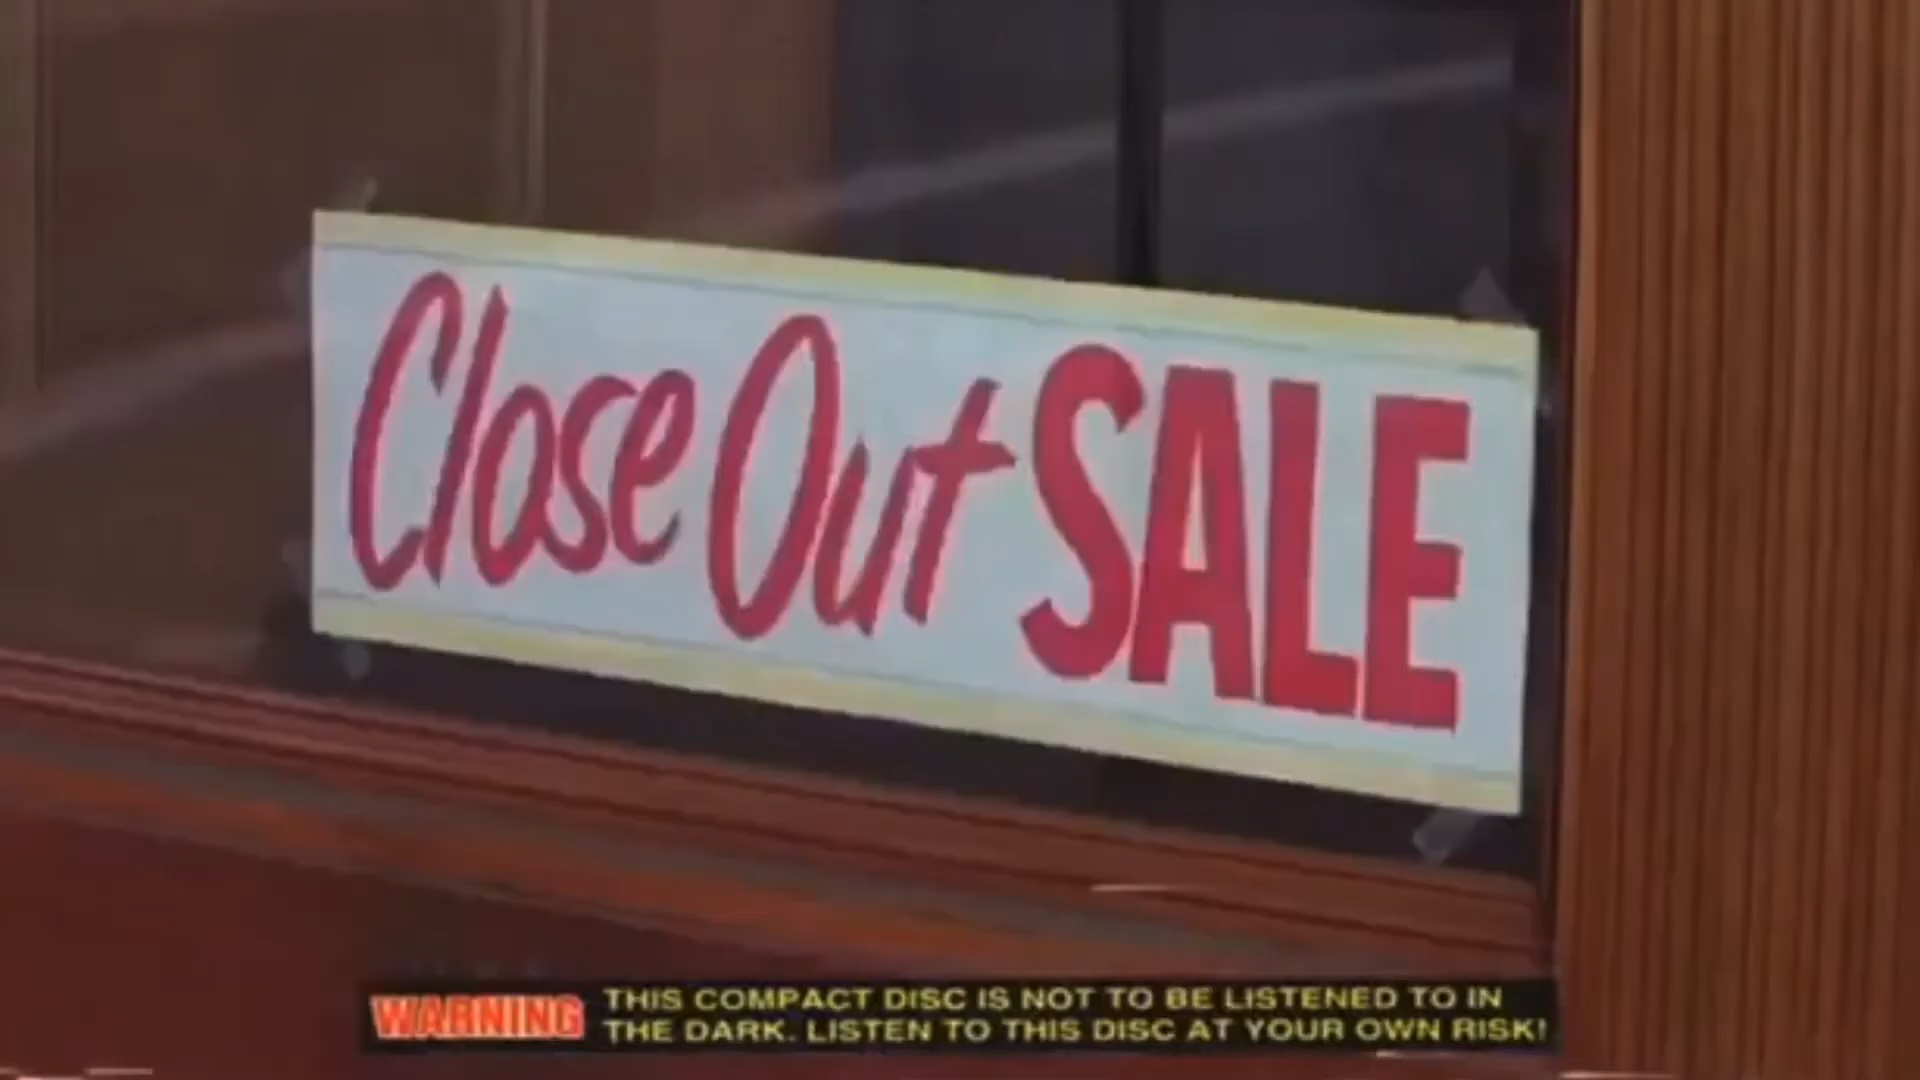 Close Out SALE
WARNING
THIS COMPACT DISC IS NOT TO BE LISTENED TO IN
THE DARK. LISTEN TO THIS DISC AT YOUR OWN RISK!